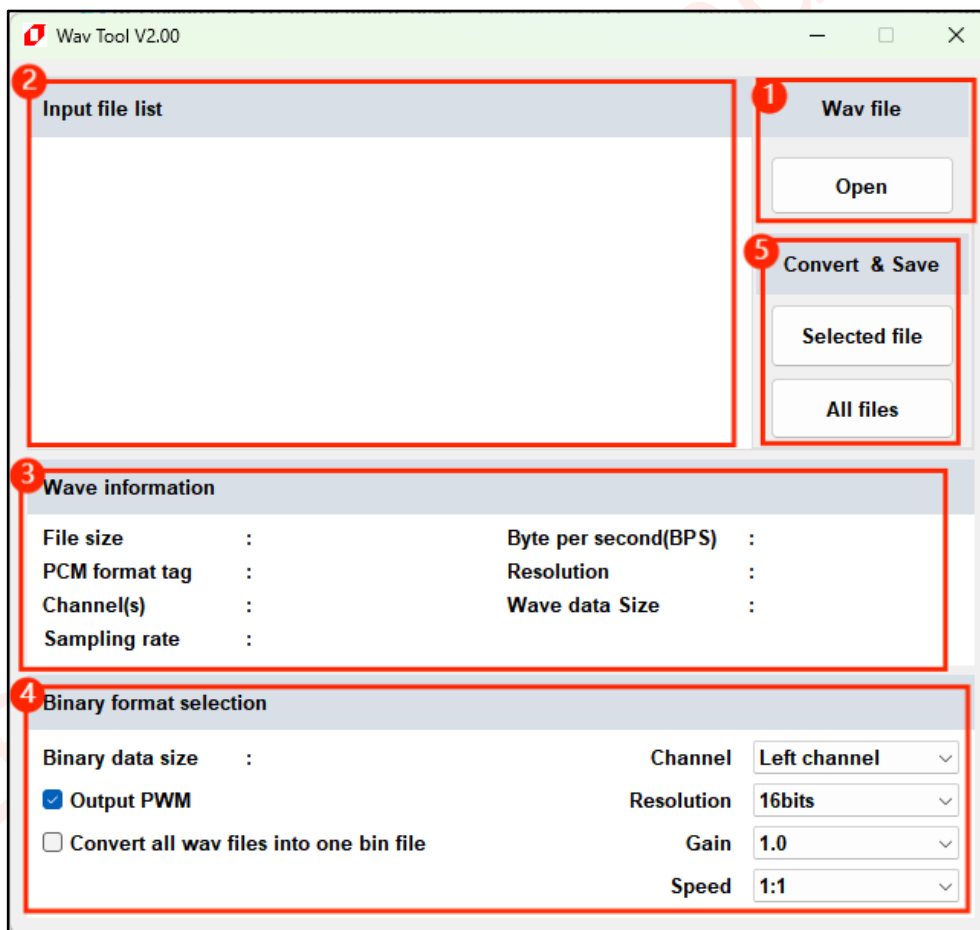 Wav Tool V2.00
2
Input file list
1
Wav file
Open
5
Convert & Save
Selected file
All files
3
Wave information
File size :
Byte per second(BPS) :
PCM format tag :
Resolution :
Channel(s) :
Wave data Size :
Sampling rate :
4
Binary format selection
Binary data size :
Channel Left channel
Output PWM
Resolution 16bits
Convert all wav files into one bin file
Gain 1.0
Speed 1:1